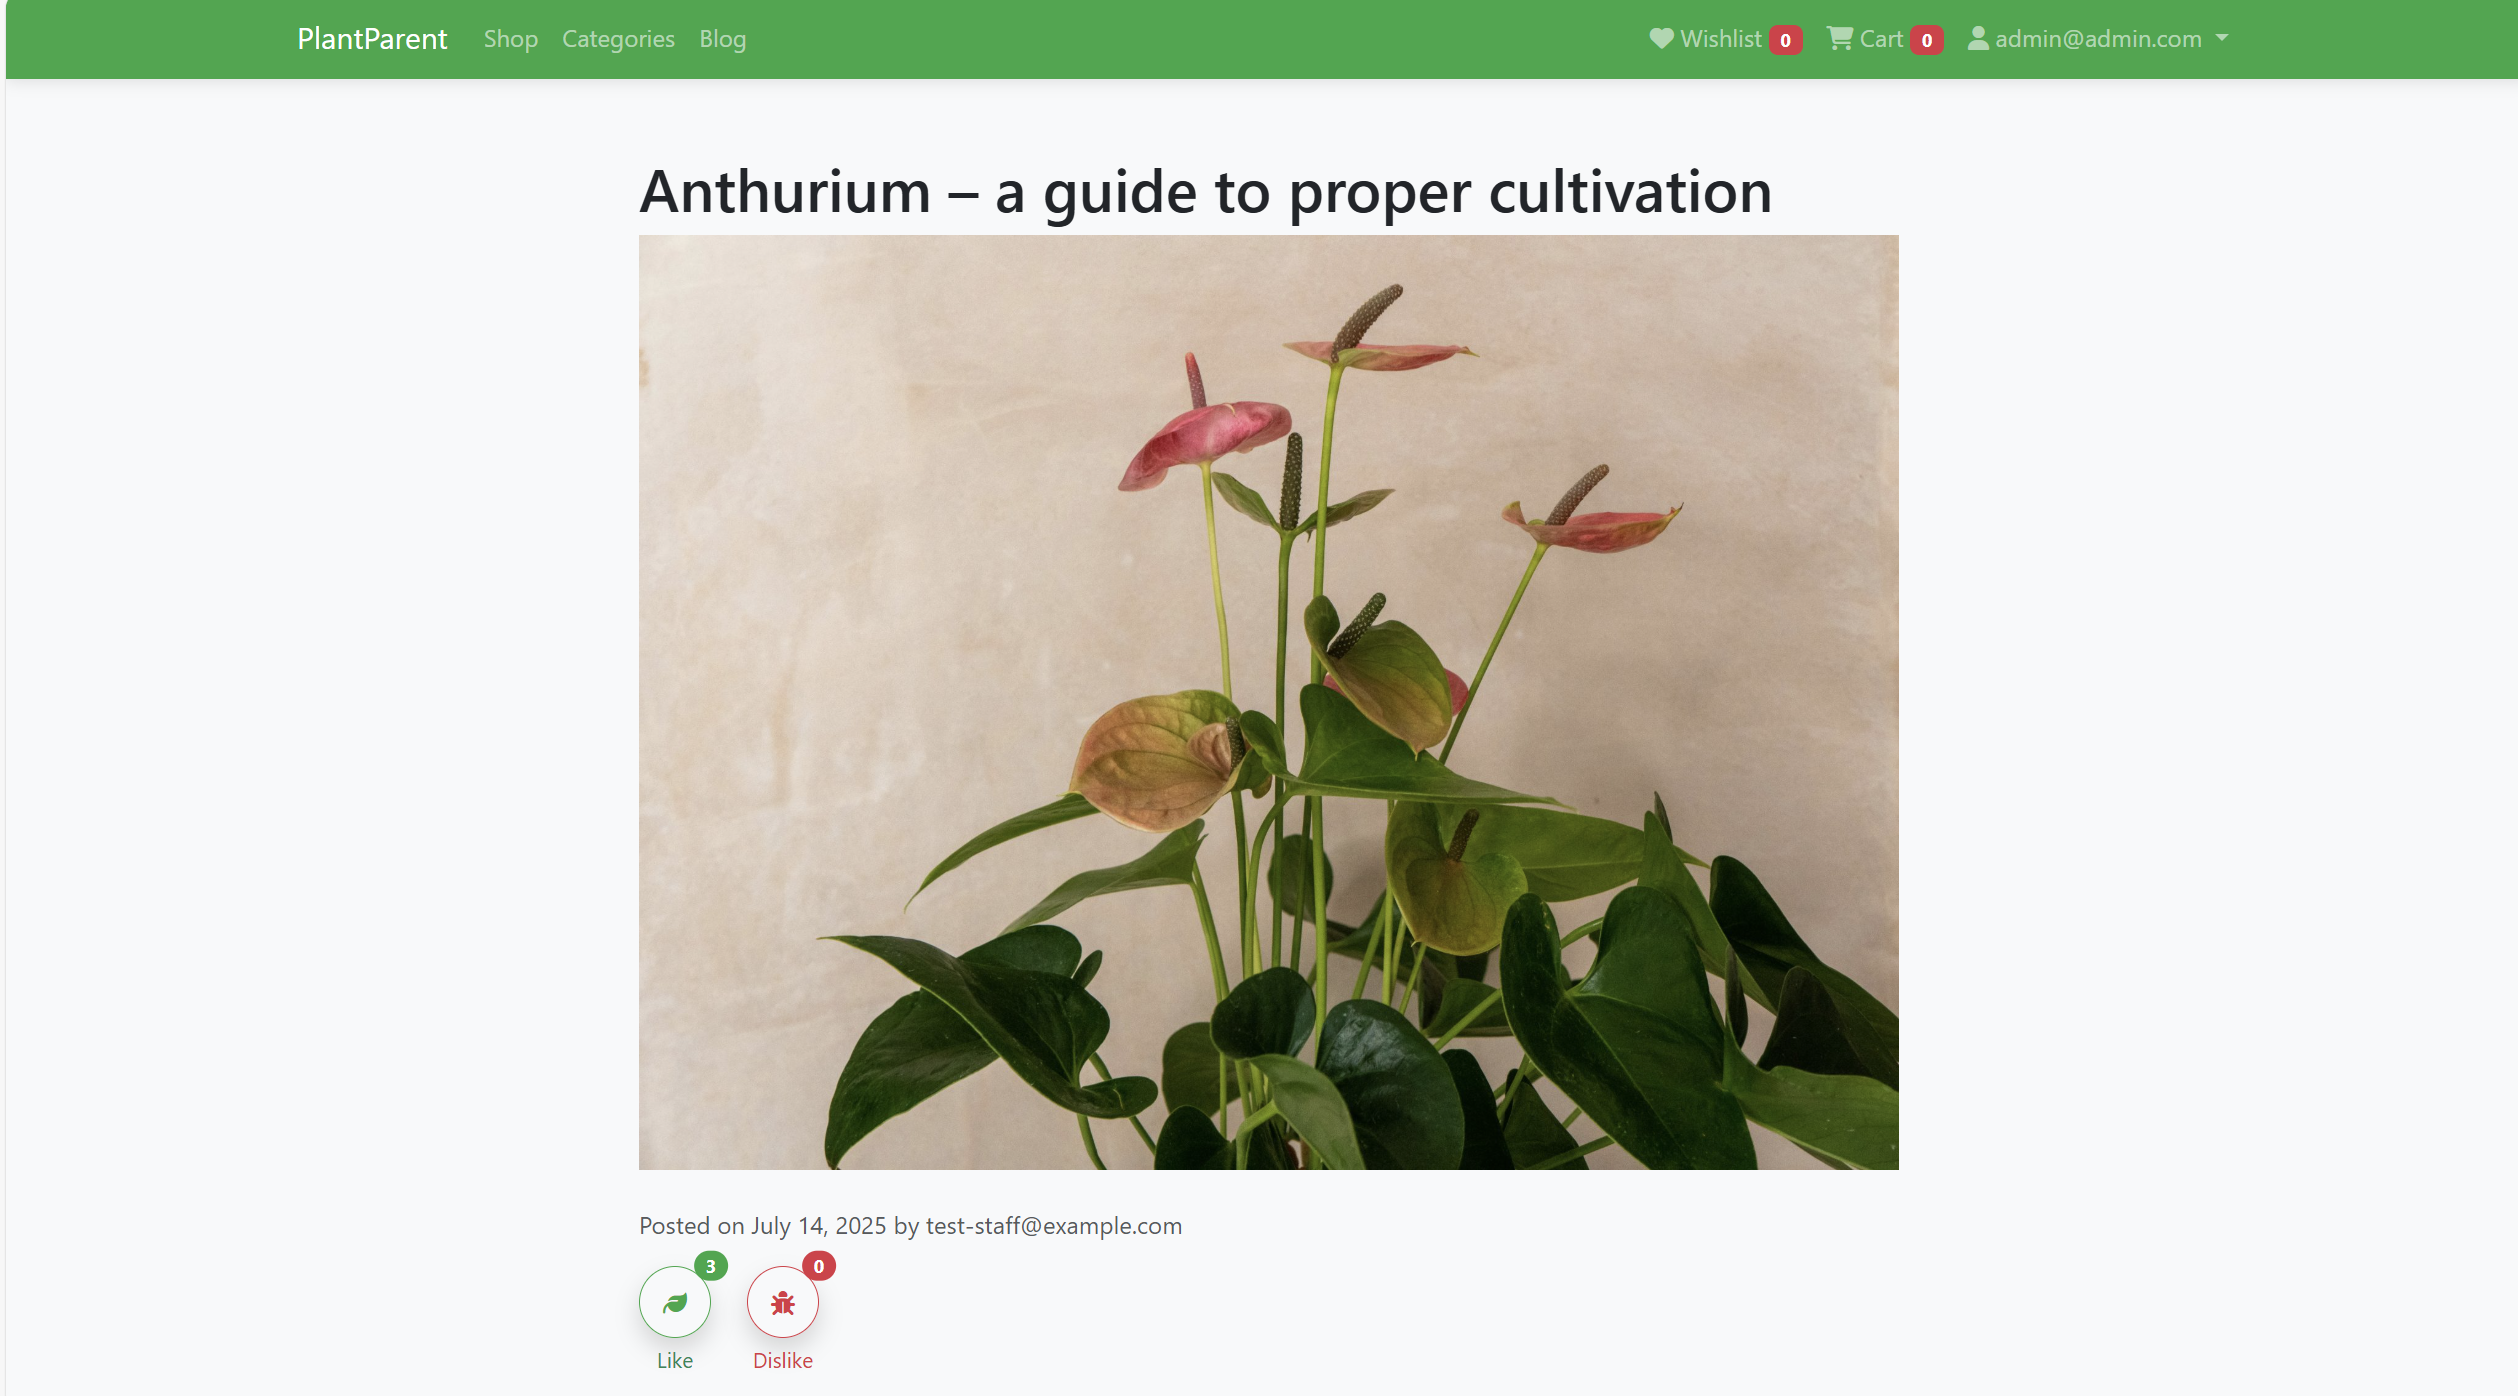 PlantParent Shop Categories Blog Wishlist 0 Cart 0 admin@admin.com
Anthurium – a guide to proper cultivation
Posted on July 14, 2025 by test-staff@example.com
3 0
Like Dislike